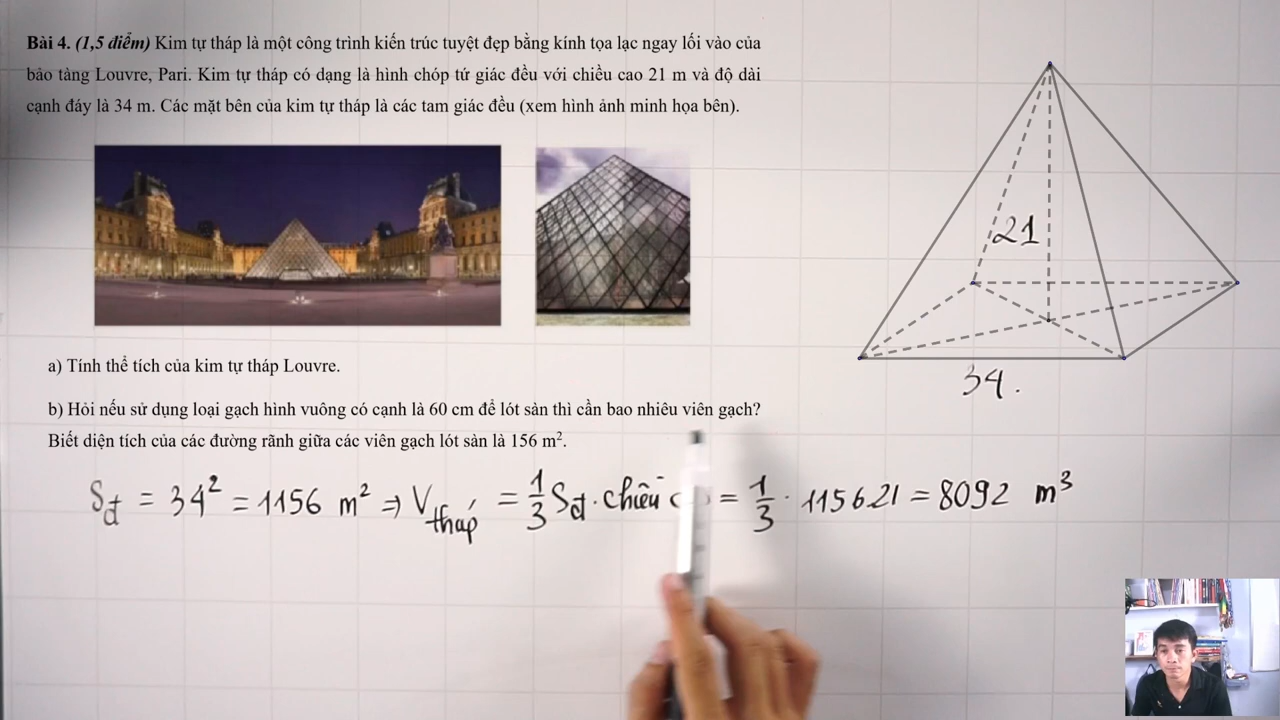 Bài 4. (1,5 điểm) Kim tự tháp là một công trình kiến trúc tuyệt đẹp bằng kính tọa lạc ngay lối vào của
bảo tàng Louvre, Pari. Kim tự tháp có dạng là hình chóp tứ giác đều với chiều cao 21 m và độ dài
cạnh đáy là 34 m. Các mặt bên của kim tự tháp là các tam giác đều (xem hình ảnh minh họa bên).
21
34.
a) Tính thể tích của kim tự tháp Louvre.
b) Hỏi nếu sử dụng loại gạch hình vuông có cạnh là 60 cm để lót sàn thì cần bao nhiêu viên gạch?
Biết diện tích của các đường rãnh giữa các viên gạch lót sàn là 156 m².
Sđ = 34² = 1156 m² ⇒ Vtháp = 1/3 Sđ . chiều = 1/3 . 1156 21 = 8092 m³